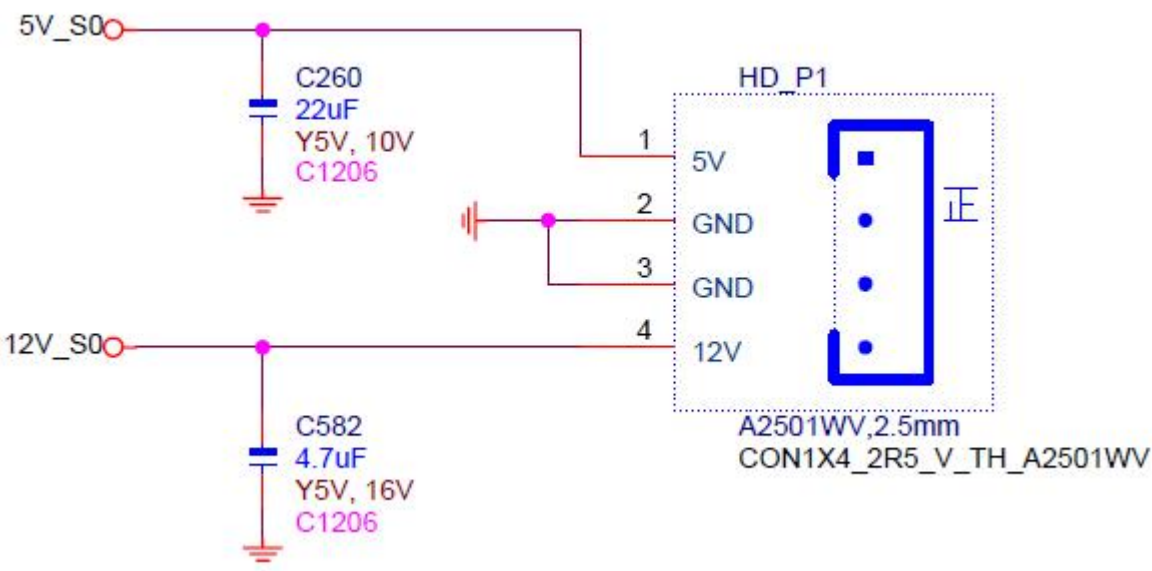 5V_S0
C260
22uF
Y5V, 10V
C1206
HD_P1
1
5V
2
GND
3
GND
4
12V
正
12V_S0
C582
4.7uF
Y5V, 16V
C1206
A2501WV,2.5mm
CON1X4_2R5_V_TH_A2501WV